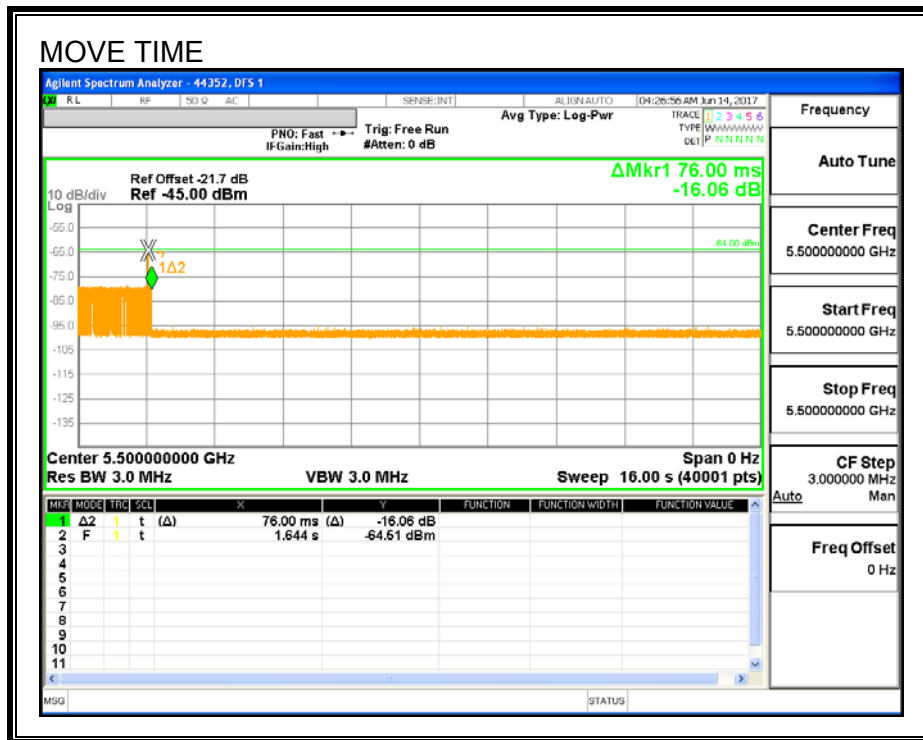 MOVE TIME
Agilent Spectrum Analyzer - 44352, DFS 1
LXI RL RF 50 Ω AC SENSE:INT ALIGN AUTO 04:26:56 AM Jun 14, 2017
Avg Type: Log-Pwr TRACE 1 2 3 4 5 6
PNO: Fast Trig: Free Run TYPE WWWWWW
IFGain:High #Atten: 0 dB DET P N N N N N
ΔMkr1 76.00 ms
-16.06 dB
Ref Offset -21.7 dB
10 dB/div Ref -45.00 dBm
Log
-55.0
-64.00 dBm
-65.0
1Δ2
-75.0
-85.0
-95.0
-105
-115
-125
-135
Center 5.500000000 GHz Span 0 Hz
Res BW 3.0 MHz VBW 3.0 MHz Sweep 16.00 s (40001 pts)
MKR MODE TRC SCL X Y FUNCTION FUNCTION WIDTH FUNCTION VALUE
1 Δ2 1 t (Δ) 76.00 ms (Δ) -16.06 dB
2 F 1 t 1.644 s -64.51 dBm
3
4
5
6
7
8
9
10
11
MSG STATUS
Frequency
Auto Tune
Center Freq
5.500000000 GHz
Start Freq
5.500000000 GHz
Stop Freq
5.500000000 GHz
CF Step
3.000000 MHz
Auto Man
Freq Offset
0 Hz